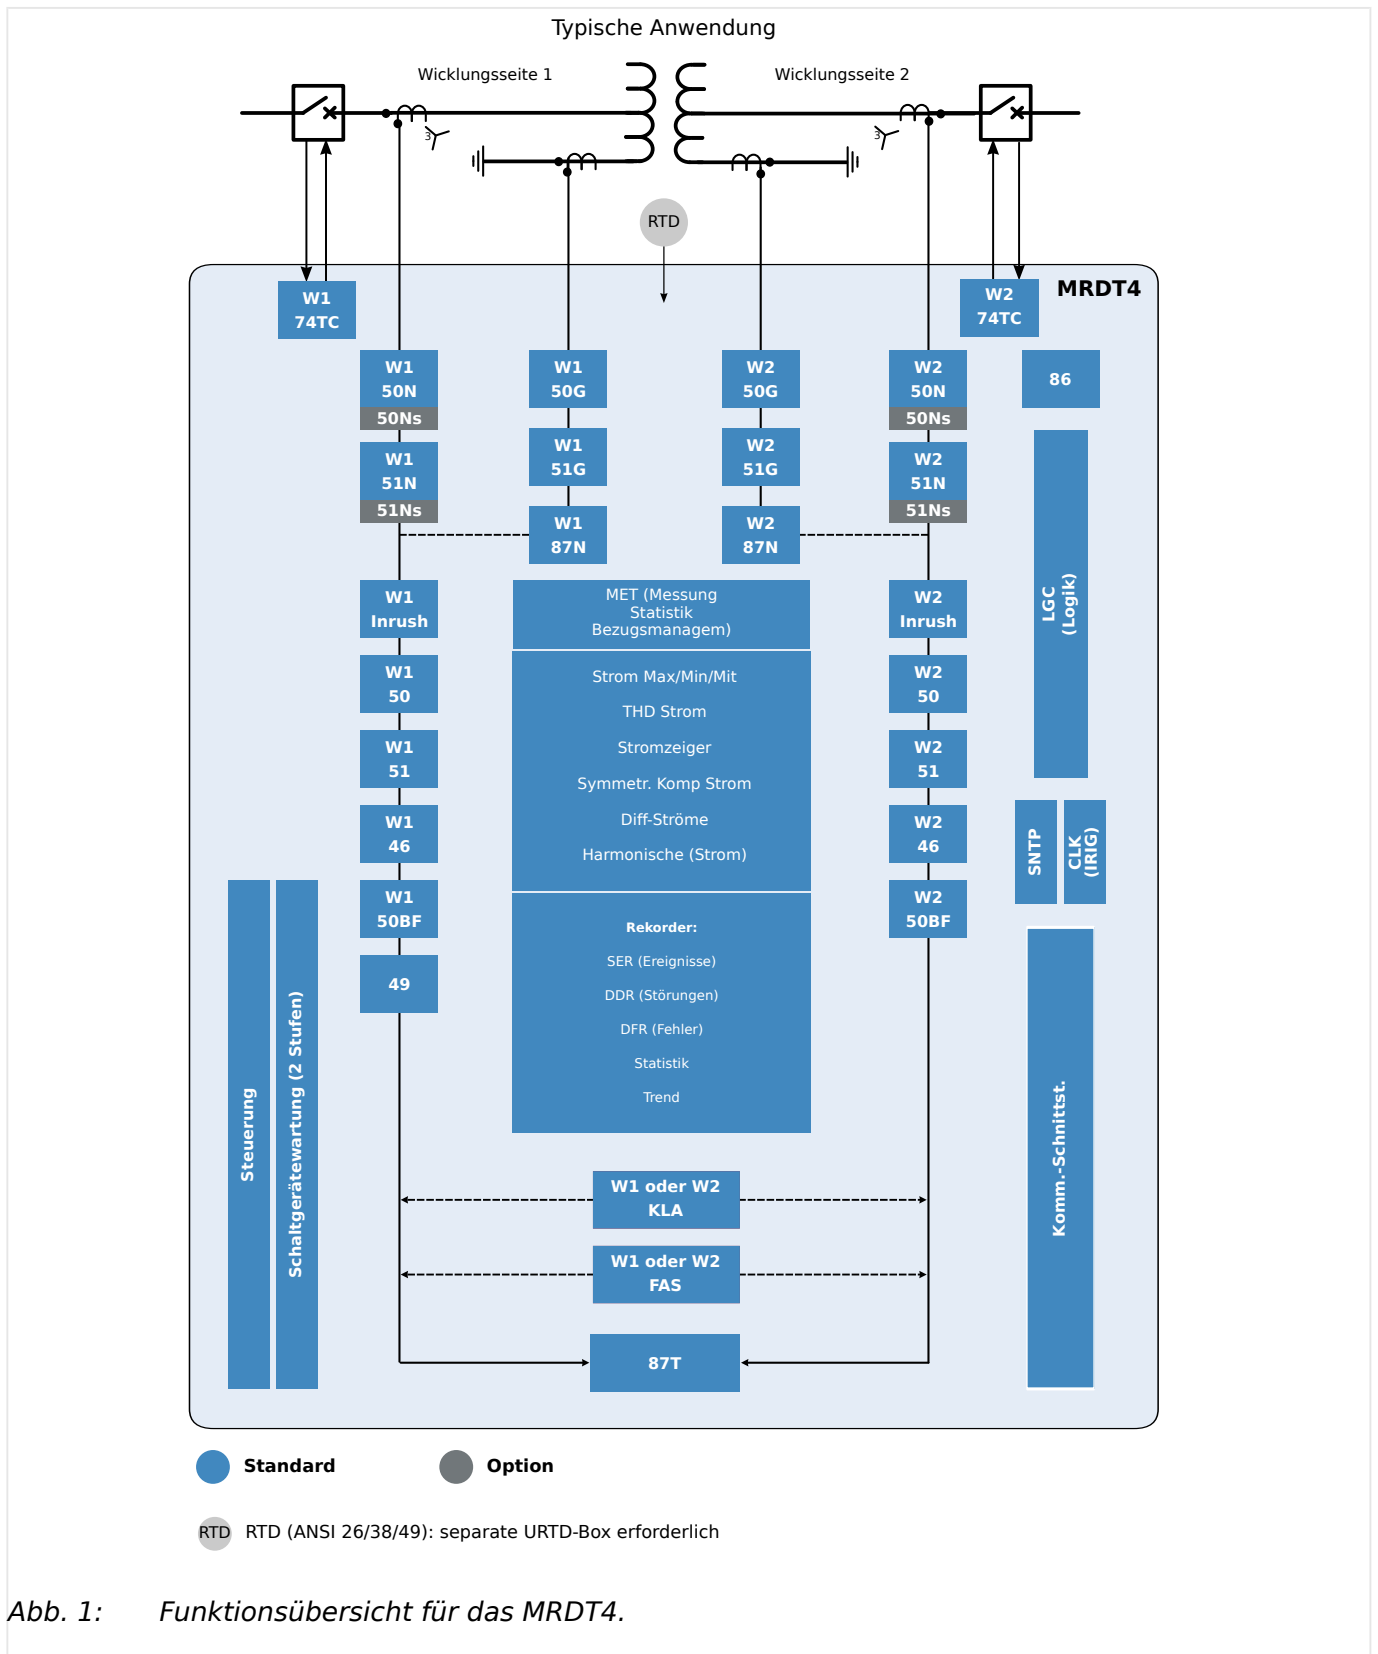 Typische Anwendung
Wicklungsseite 1
Wicklungsseite 2
3
3
RTD
MRDT4
W1
74TC
W2
74TC
W1
50N
50Ns
W1
50G
W2
50G
W2
50N
50Ns
86
W1
51N
51Ns
W1
51G
W2
51G
W2
51N
51Ns
W1
87N
W2
87N
LGC
(Logik)
W1
Inrush
MET (Messung
Statistik
Bezugsmanagem)
W2
Inrush
W1
50
W2
50
Strom Max/Min/Mit
THD Strom
Stromzeiger
Symmetr. Komp Strom
Diff-Ströme
Harmonische (Strom)
W1
51
W2
51
W1
46
W2
46
SNTP
CLK
(IRIG)
W1
50BF
W2
50BF
49
Rekorder:
SER (Ereignisse)
DDR (Störungen)
DFR (Fehler)
Statistik
Trend
Steuerung
Schaltgerätewartung (2 Stufen)
Komm.-Schnittst.
W1 oder W2
KLA
W1 oder W2
FAS
87T
Standard
Option
RTD RTD (ANSI 26/38/49): separate URTD-Box erforderlich
Abb. 1: Funktionsübersicht für das MRDT4.